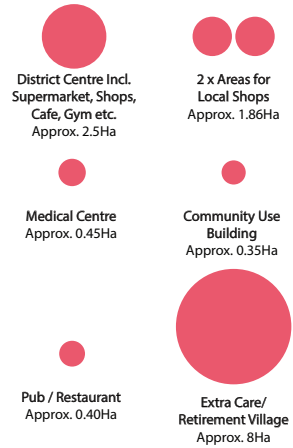 District Centre Incl.
Supermarket, Shops,
Cafe, Gym etc.
Approx. 2.5Ha
2 x Areas for
Local Shops
Approx. 1.86Ha
Medical Centre
Approx. 0.45Ha
Community Use
Building
Approx. 0.35Ha
Pub / Restaurant
Approx. 0.40Ha
Extra Care/
Retirement Village
Approx. 8Ha